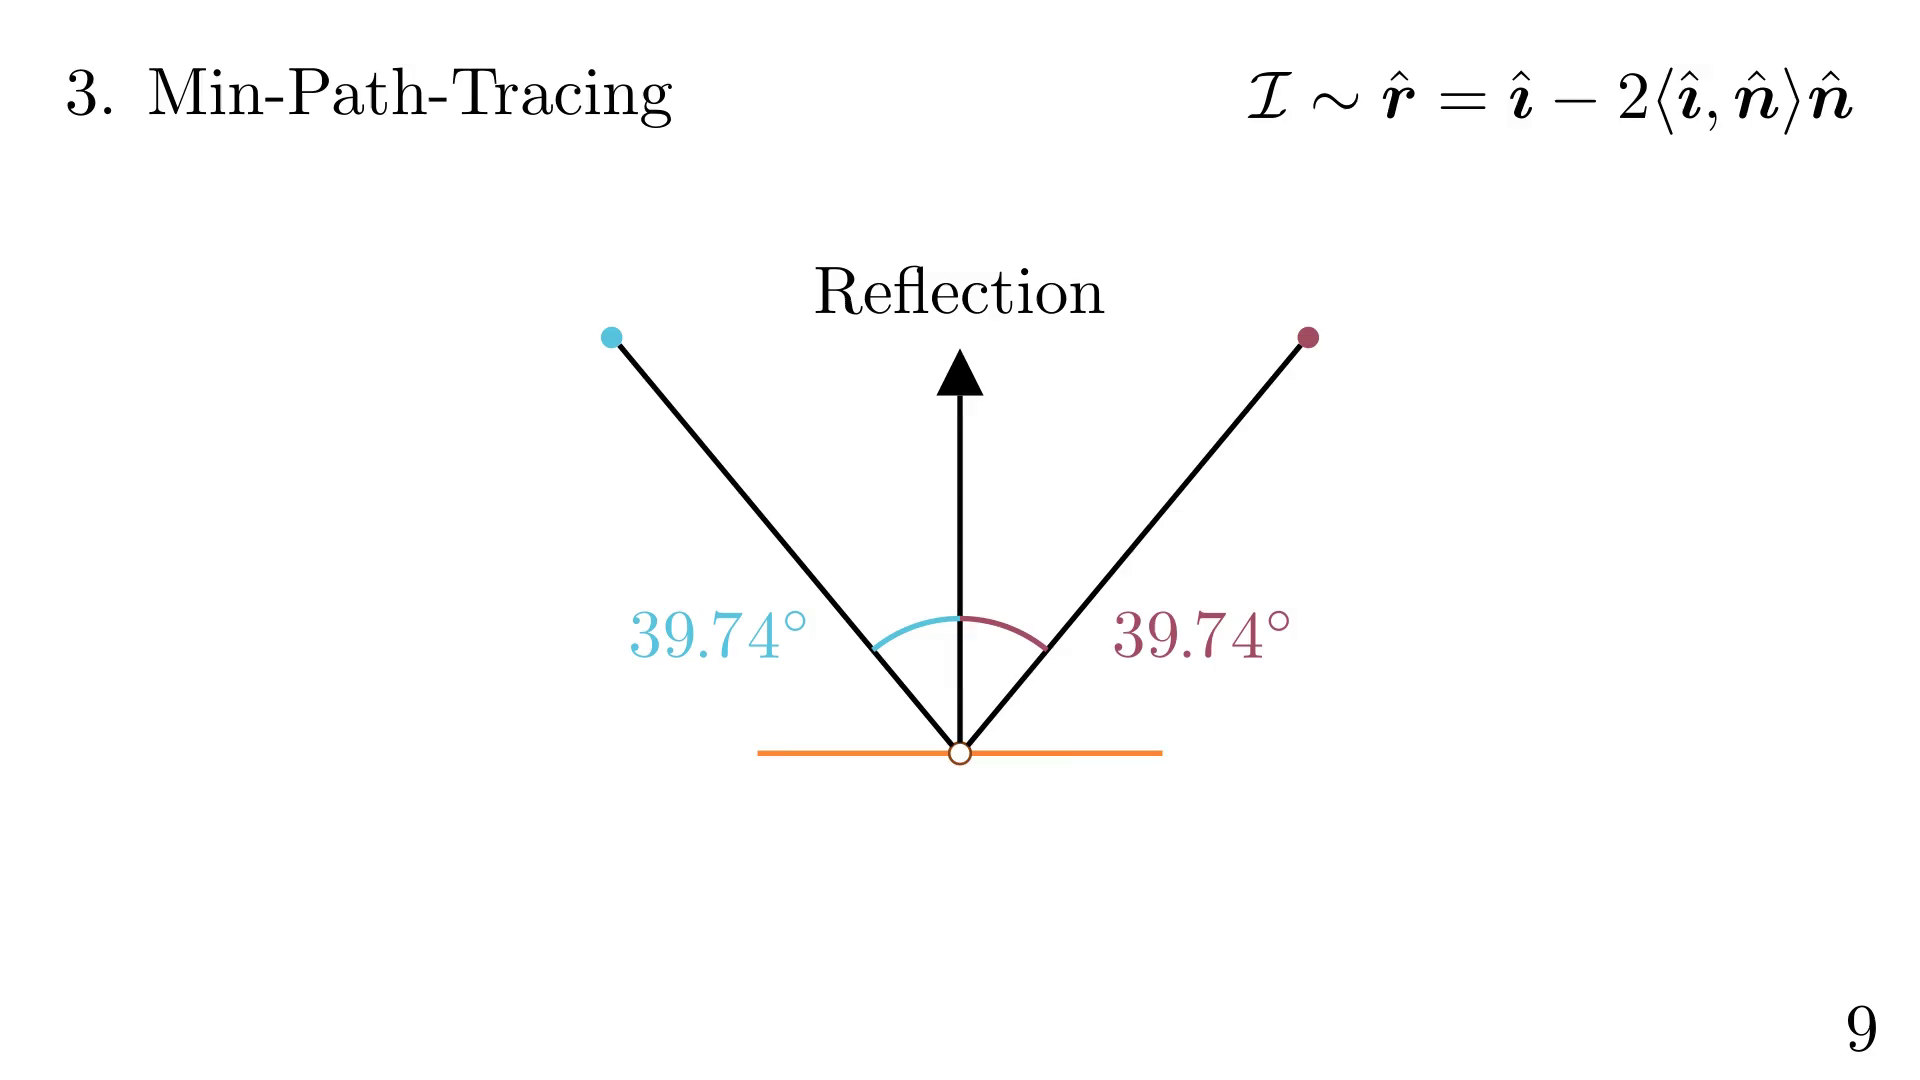 3. Min-Path-Tracing
𝓘 ∼ r̂ = î − 2⟨î, n̂⟩n̂
Reflection
39.74°
39.74°
9